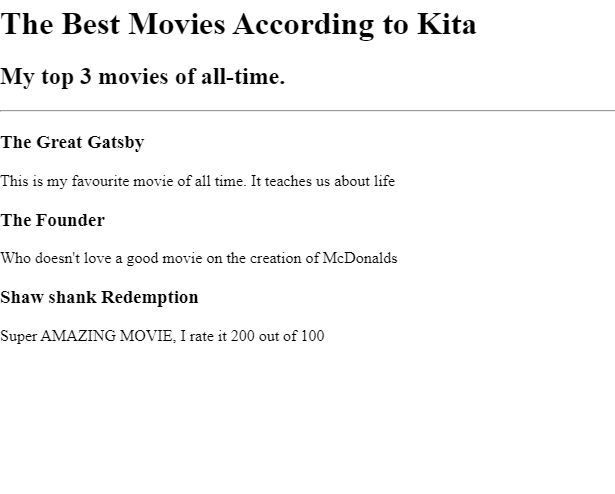 The Best Movies According to Kita
My top 3 movies of all-time.
The Great Gatsby
This is my favourite movie of all time. It teaches us about life
The Founder
Who doesn't love a good movie on the creation of McDonalds
Shaw shank Redemption
Super AMAZING MOVIE, I rate it 200 out of 100